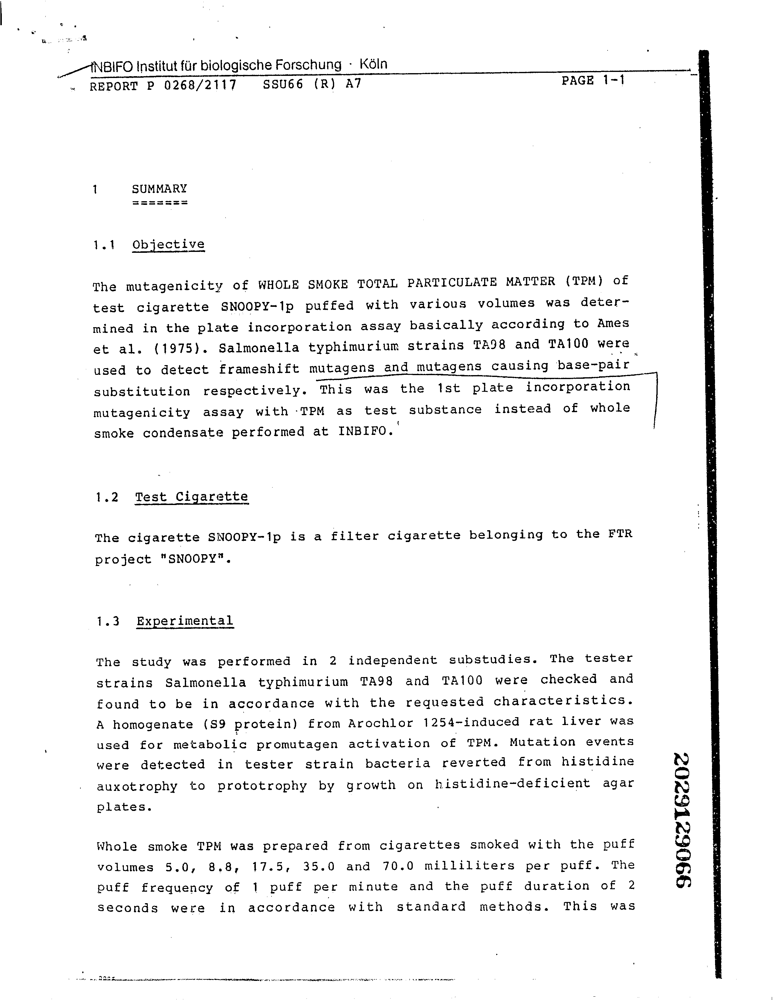 INBIFO Institut für biologische Forschung · Köln
REPORT P 0268/2117 SSU66 (R) A7 PAGE 1-1
1 SUMMARY
=======
1.1 Objective
The mutagenicity of WHOLE SMOKE TOTAL PARTICULATE MATTER (TPM) of
test cigarette SNOOPY-1p puffed with various volumes was deter-
mined in the plate incorporation assay basically according to Ames
et al. (1975). Salmonella typhimurium strains TA98 and TA100 were
used to detect frameshift mutagens and mutagens causing base-pair
substitution respectively. This was the 1st plate incorporation
mutagenicity assay with TPM as test substance instead of whole
smoke condensate performed at INBIFO.
1.2 Test Cigarette
The cigarette SNOOPY-1p is a filter cigarette belonging to the FTR
project "SNOOPY".
1.3 Experimental
The study was performed in 2 independent substudies. The tester
strains Salmonella typhimurium TA98 and TA100 were checked and
found to be in accordance with the requested characteristics.
A homogenate (S9 protein) from Arochlor 1254-induced rat liver was
used for metabolic promutagen activation of TPM. Mutation events
were detected in tester strain bacteria reverted from histidine
auxotrophy to prototrophy by growth on histidine-deficient agar
plates.
Whole smoke TPM was prepared from cigarettes smoked with the puff
volumes 5.0, 8.8, 17.5, 35.0 and 70.0 milliliters per puff. The
puff frequency of 1 puff per minute and the puff duration of 2
seconds were in accordance with standard methods. This was
2029129066